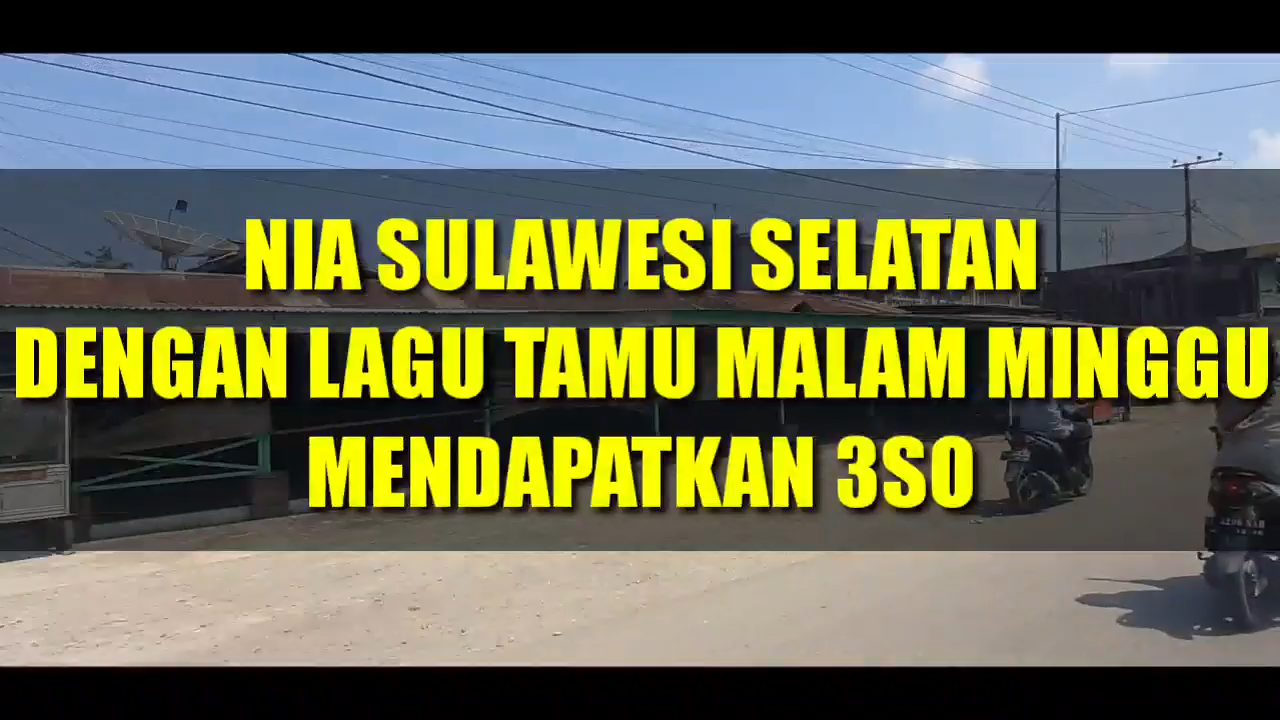 NIA SULAWESI SELATAN
DENGAN LAGU TAMU MALAM MINGGU
MENDAPATKAN 3SO